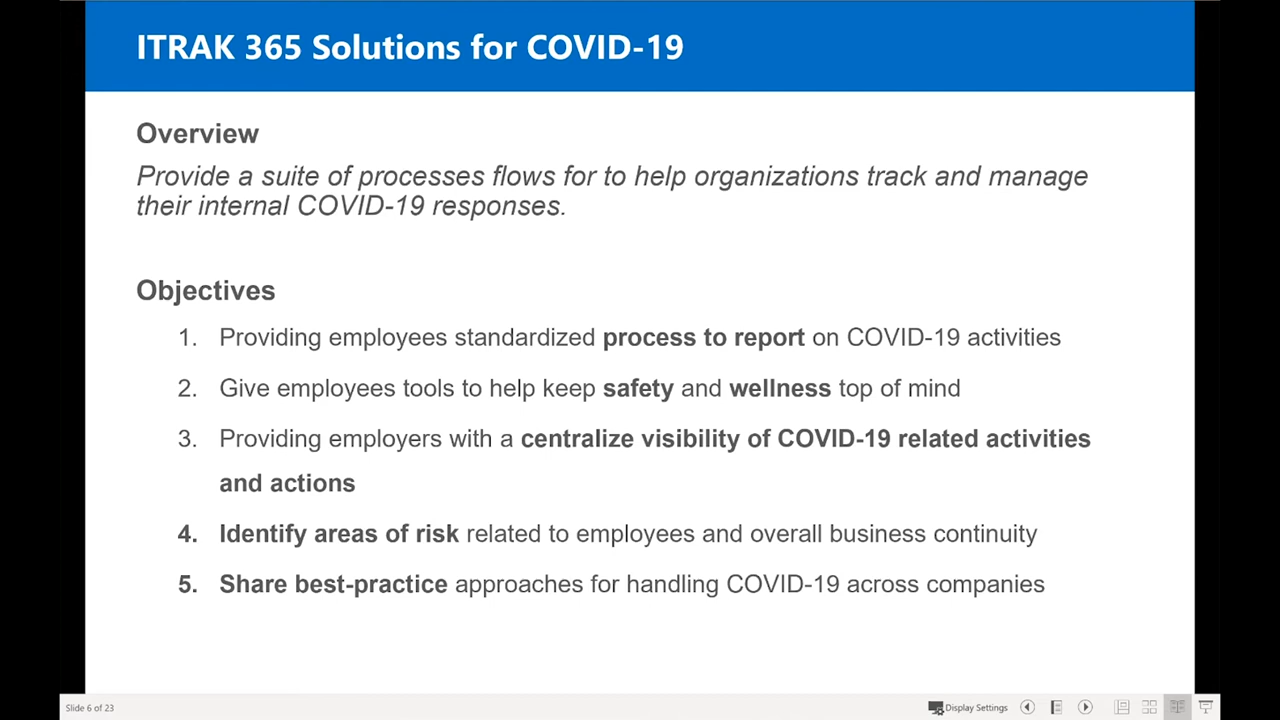 ITRAK 365 Solutions for COVID-19
Overview
Provide a suite of processes flows for to help organizations track and manage
their internal COVID-19 responses.
Objectives
1. Providing employees standardized process to report on COVID-19 activities
2. Give employees tools to help keep safety and wellness top of mind
3. Providing employers with a centralize visibility of COVID-19 related activities
and actions
4. Identify areas of risk related to employees and overall business continuity
5. Share best-practice approaches for handling COVID-19 across companies
Slide 6 of 23
Display Settings